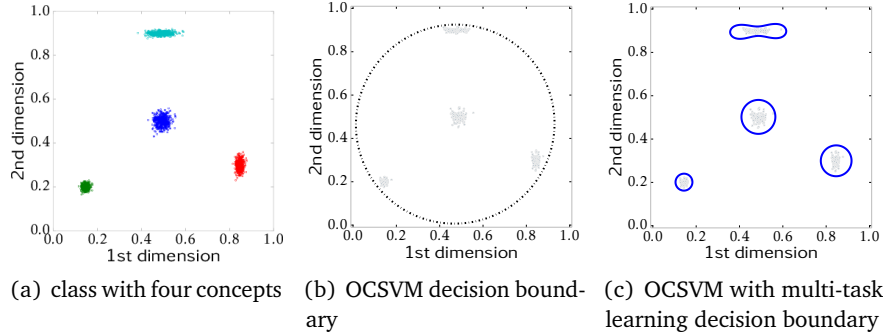 1.0
0.8
0.6
0.4
0.2
0.0
2nd dimension
0.0 0.2 0.4 0.6 0.8 1.0
1st dimension
(a) class with four concepts
1.0
0.8
0.6
0.4
0.2
0.0
2nd dimension
0.0 0.2 0.4 0.6 0.8 1.0
1st dimension
(b) OCSVM decision bound-
ary
1.0
0.8
0.6
0.4
0.2
0.0
2nd dimension
0.0 0.2 0.4 0.6 0.8 1.0
1st dimension
(c) OCSVM with multi-task
learning decision boundary